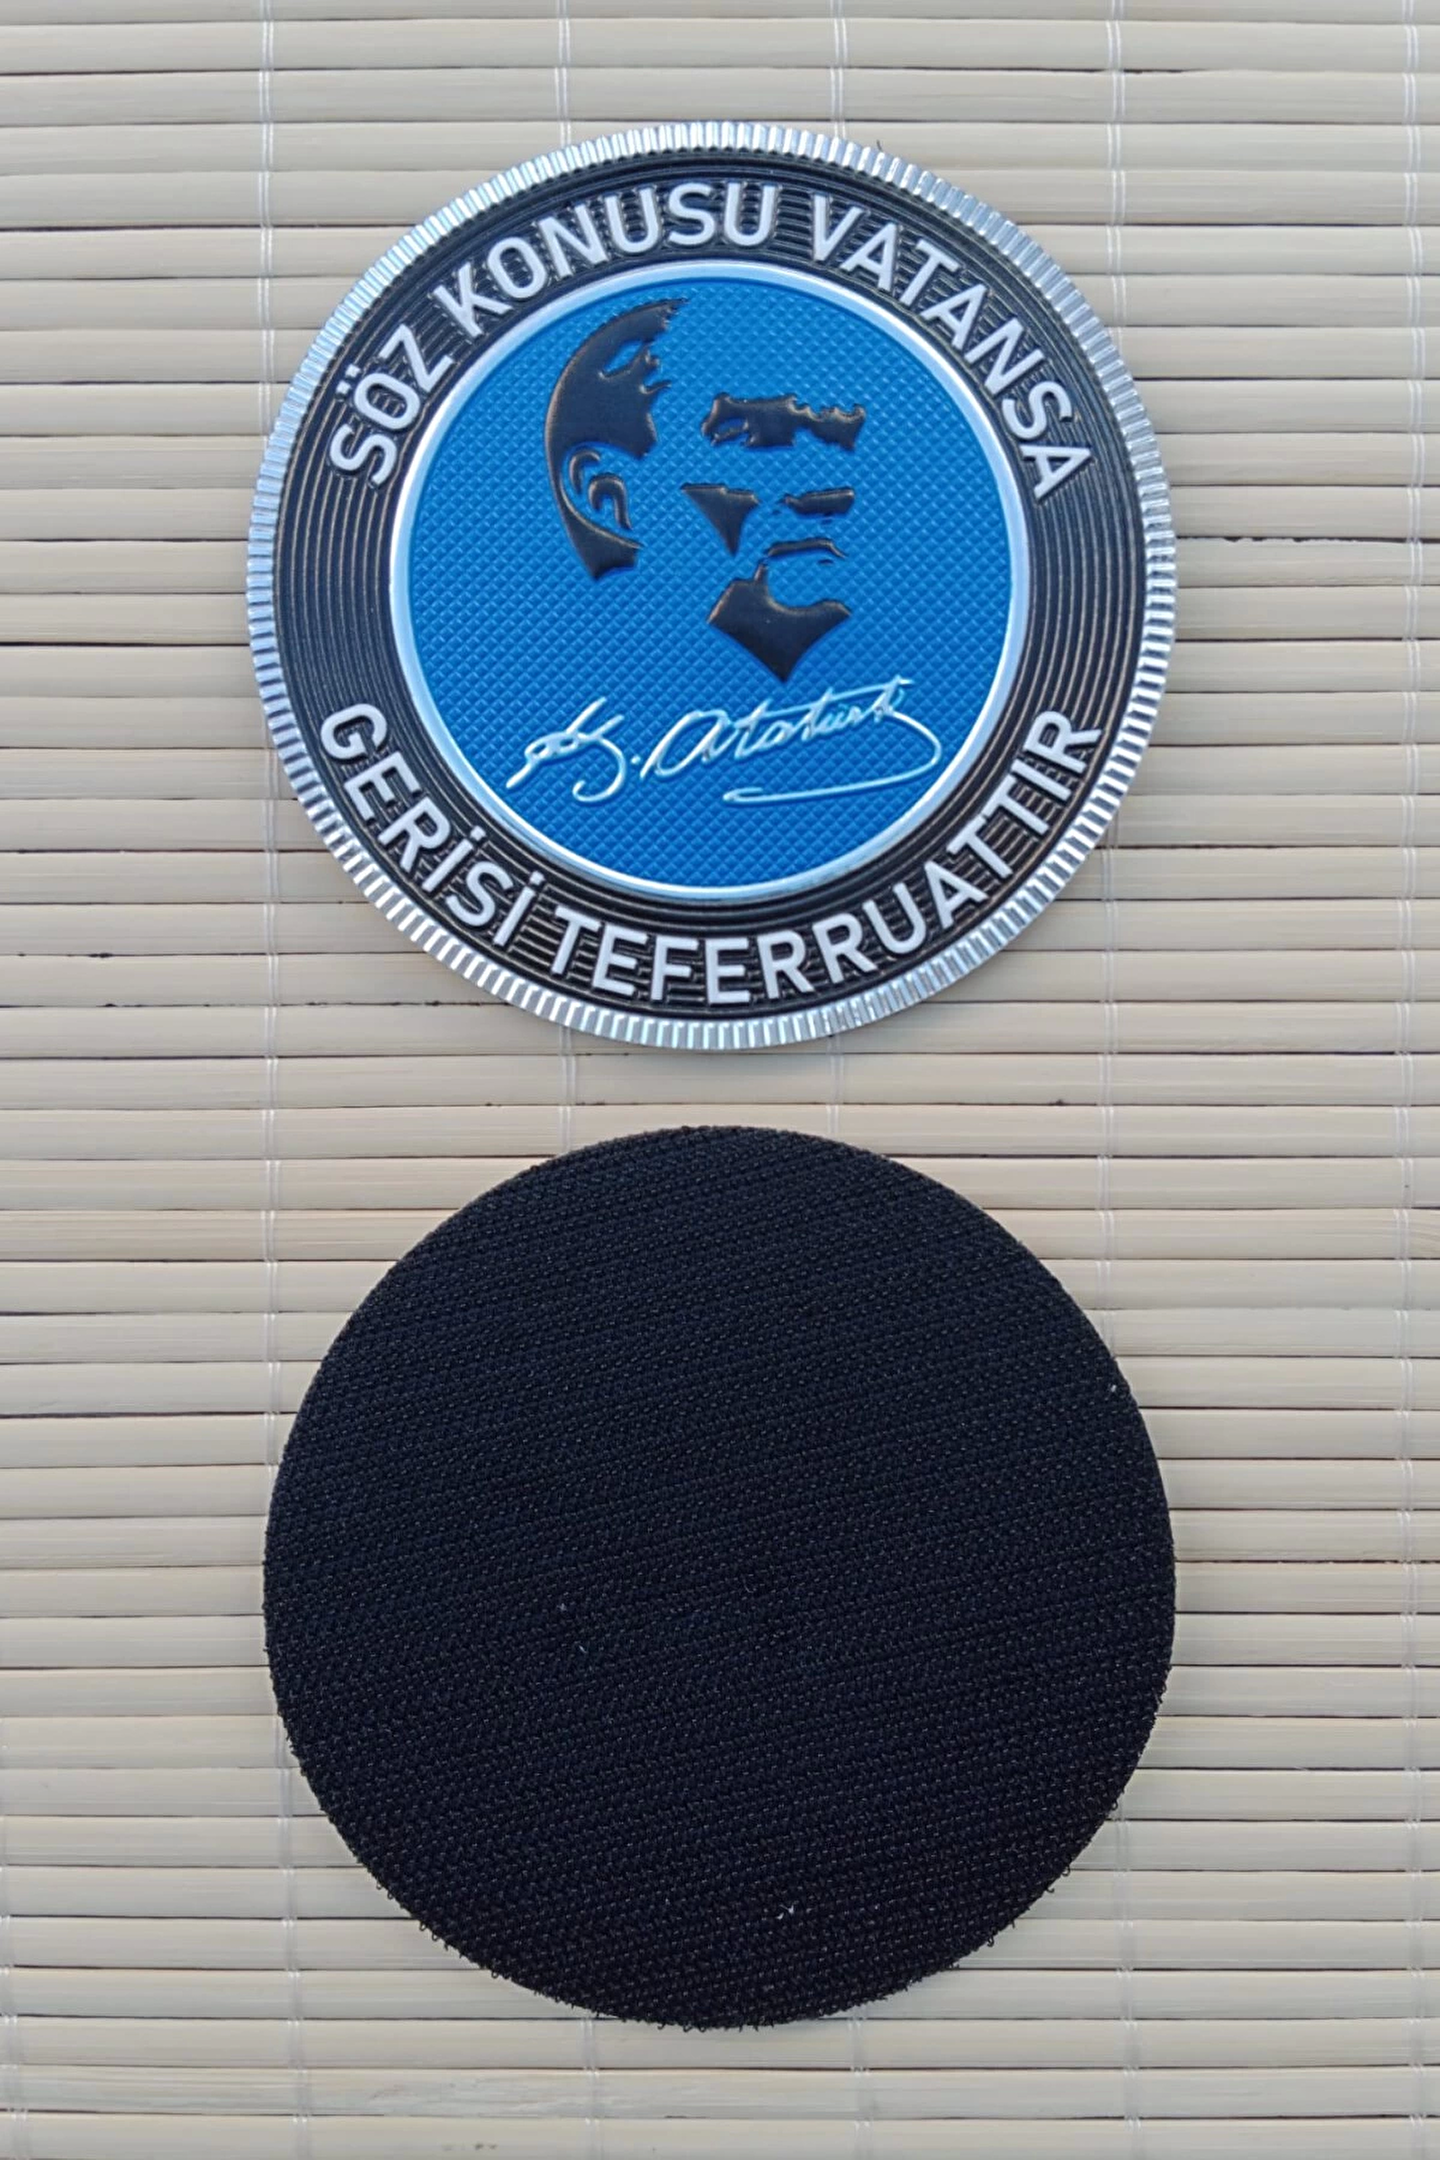 SÖZ KONUSU VATANSA
K. Atatürk
GERİSİ TEFERRUATTIR